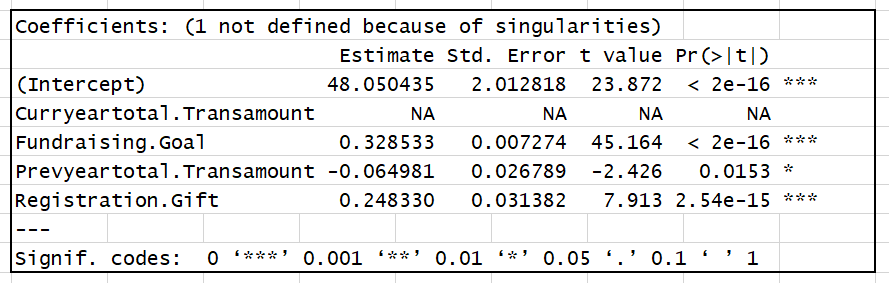 Coefficients: (1 not defined because of singularities)
Estimate Std. Error t value Pr(>|t|)
(Intercept) 48.050435 2.012818 23.872 < 2e-16 ***
Curryeartotal.Transamount NA NA NA NA
Fundraising.Goal 0.328533 0.007274 45.164 < 2e-16 ***
Prevyeartotal.Transamount -0.064981 0.026789 -2.426 0.0153 *
Registration.Gift 0.248330 0.031382 7.913 2.54e-15 ***
---
Signif. codes: 0 ‘***’ 0.001 ‘**’ 0.01 ‘*’ 0.05 ‘.’ 0.1 ‘ ’ 1